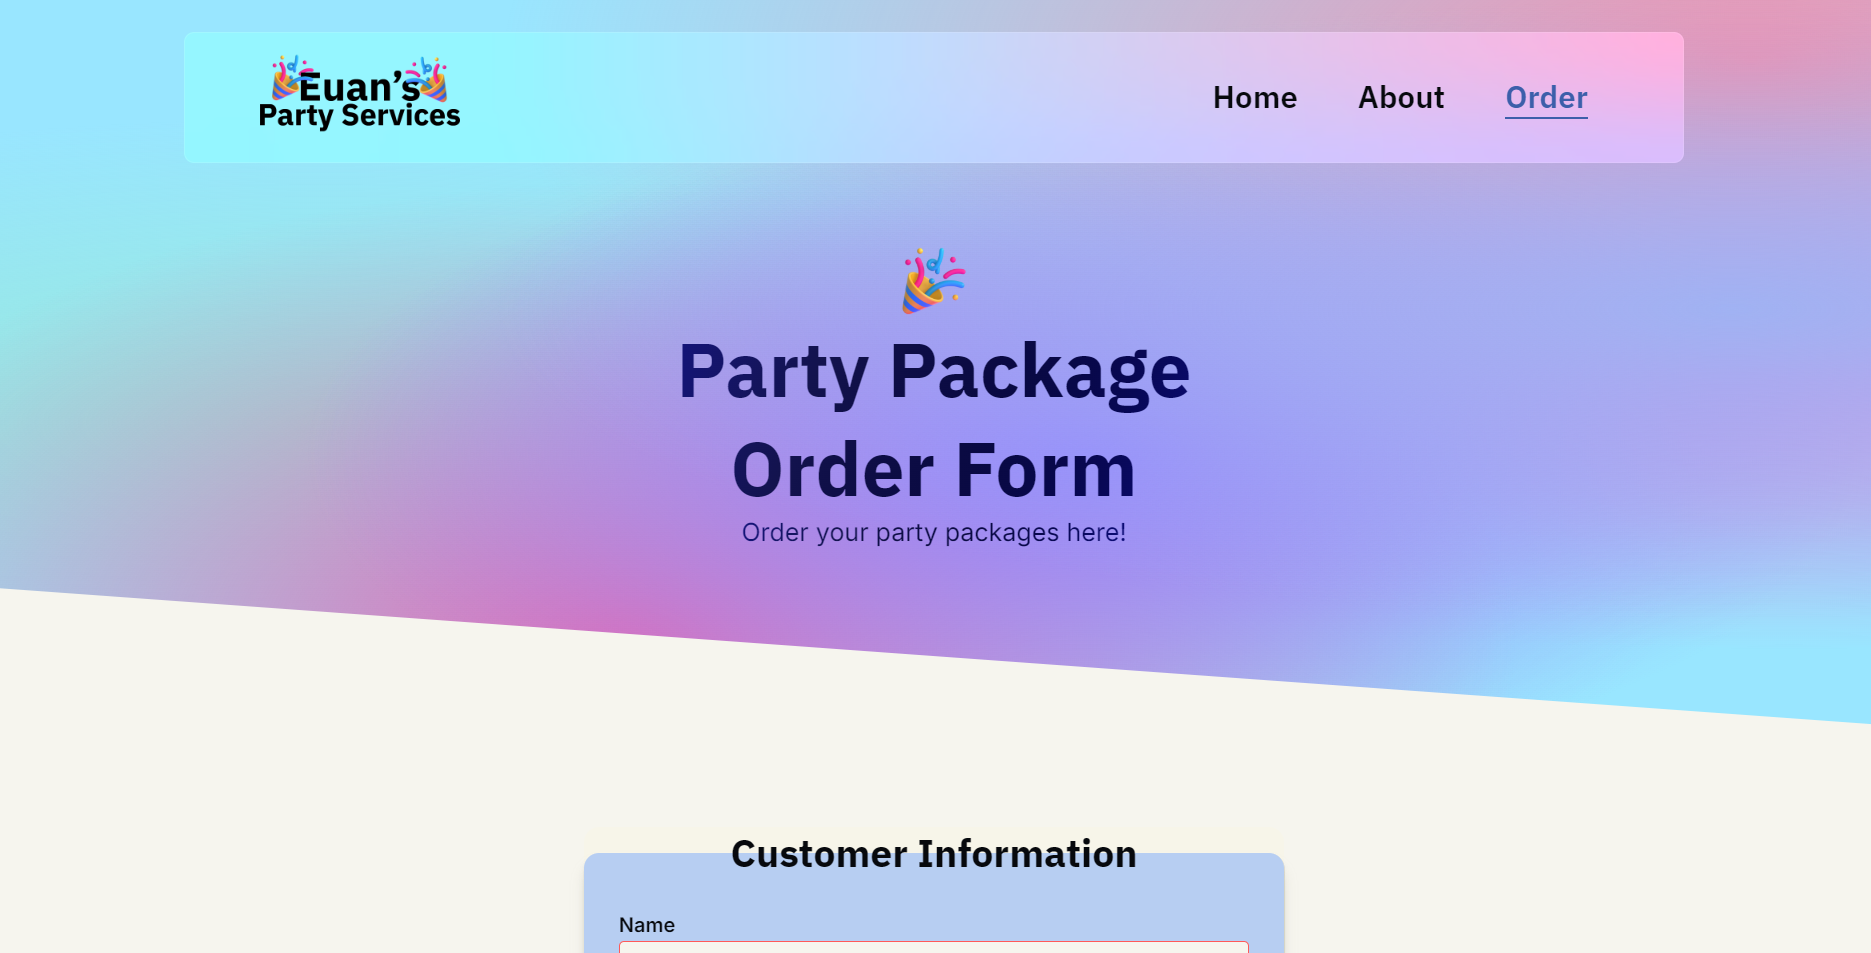 Euan’s
Party Services
Home
About
Order
Party Package
Order Form
Order your party packages here!
Customer Information
Name